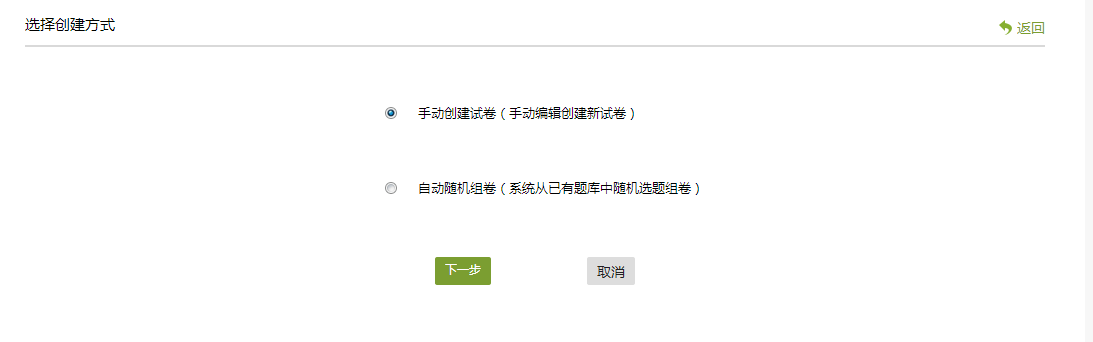 选择创建方式
返回
手动创建试卷（手动编辑创建新试卷）
自动随机组卷（系统从已有题库中随机选题组卷）
下一步
取消